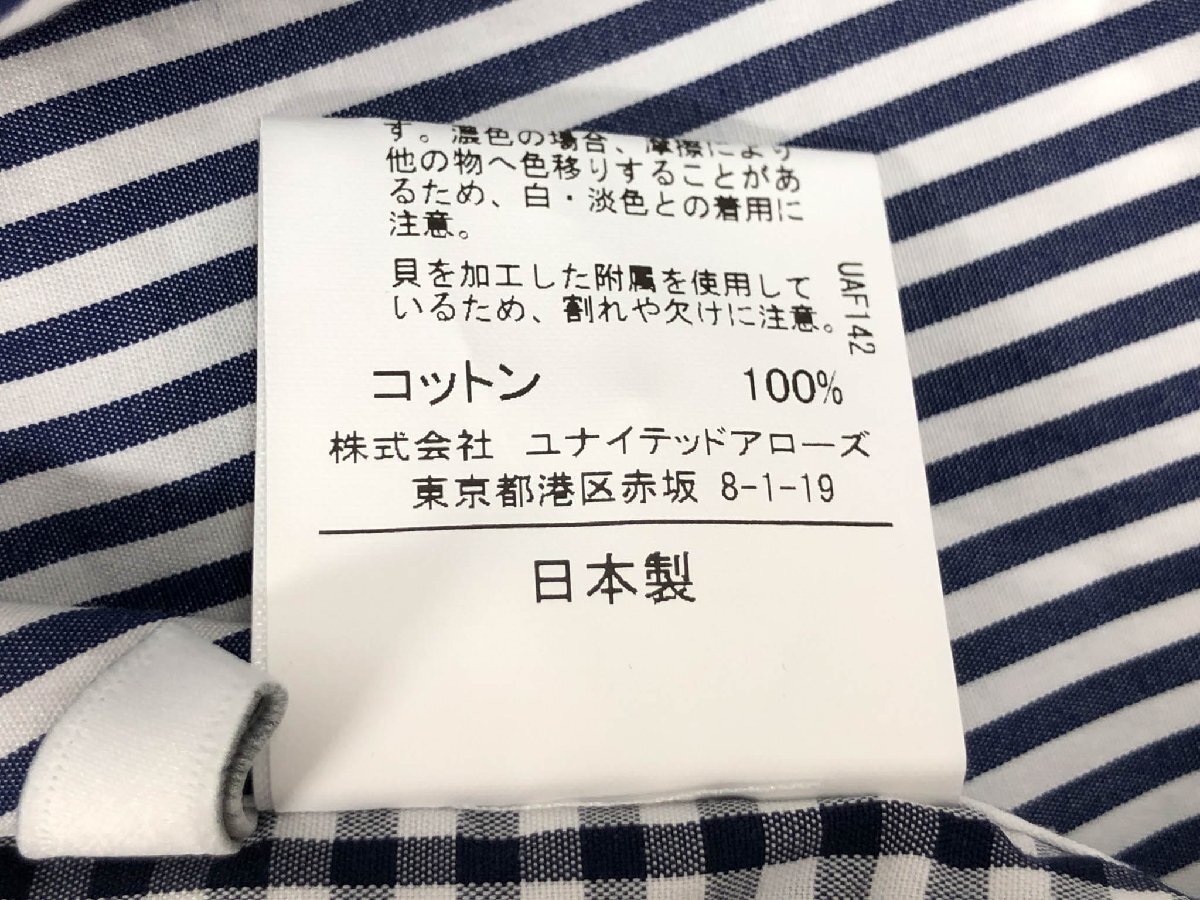 す。濃色の場合、摩擦により
他の物へ色移りすることがあ
るため、白・淡色との着用に
注意。
貝を加工した附属を使用して
いるため、割れや欠けに注意。
UAF142
コットン 100%
株式会社 ユナイテッドアローズ
東京都港区赤坂 8-1-19
日本製